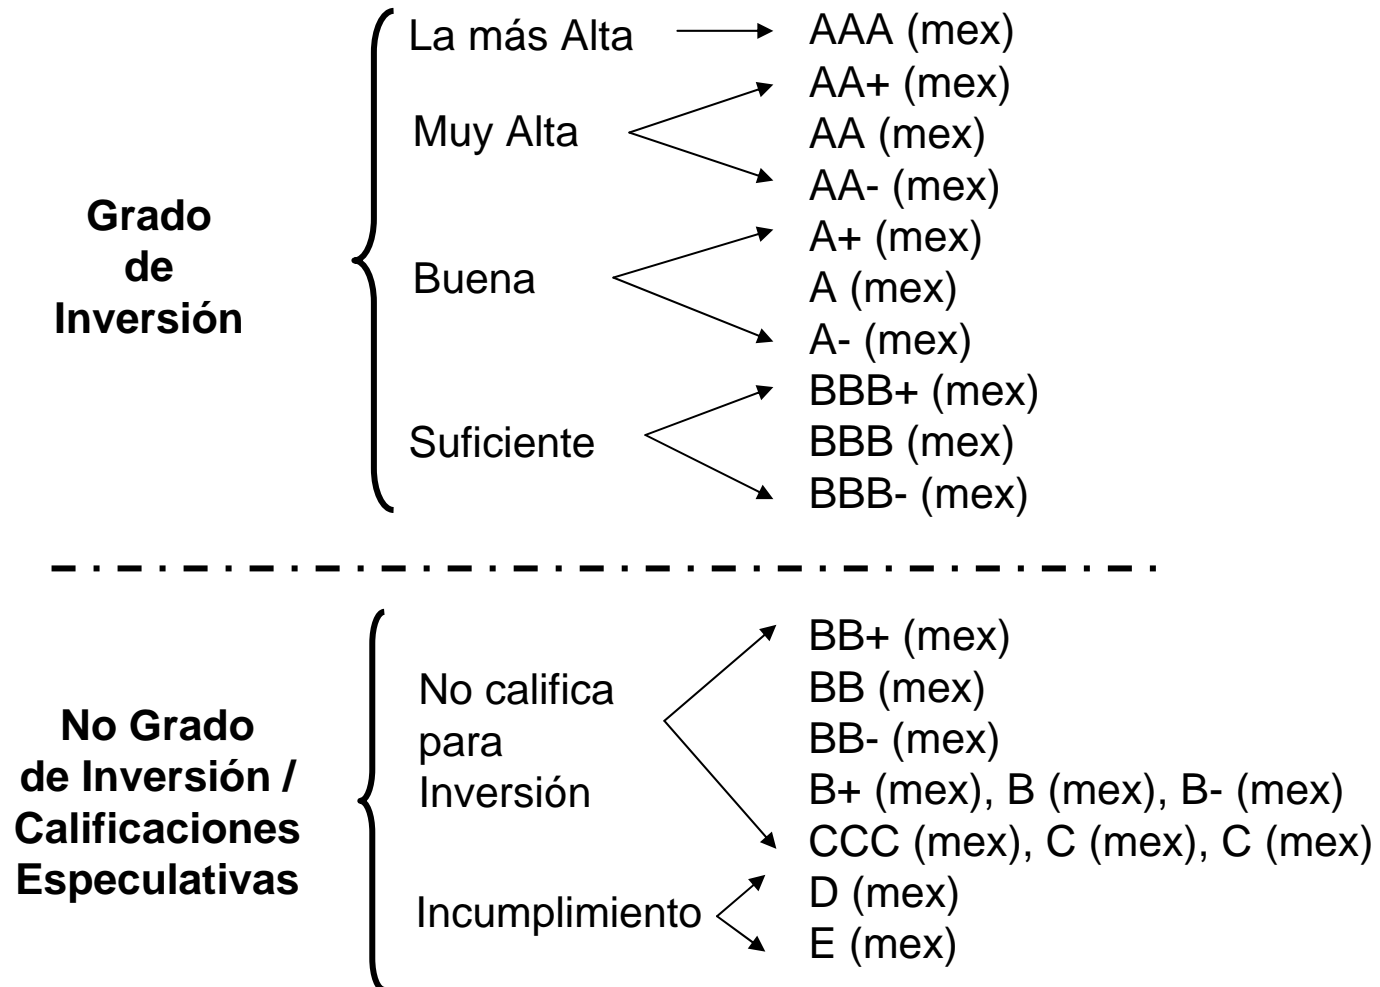 Grado
de
Inversión
La más Alta
AAA (mex)
Muy Alta
AA+ (mex)
AA (mex)
AA- (mex)
Buena
A+ (mex)
A (mex)
A- (mex)
Suficiente
BBB+ (mex)
BBB (mex)
BBB- (mex)
No Grado
de Inversión /
Calificaciones
Especulativas
No califica
para
Inversión
BB+ (mex)
BB (mex)
BB- (mex)
B+ (mex), B (mex), B- (mex)
CCC (mex), C (mex), C (mex)
Incumplimiento
D (mex)
E (mex)